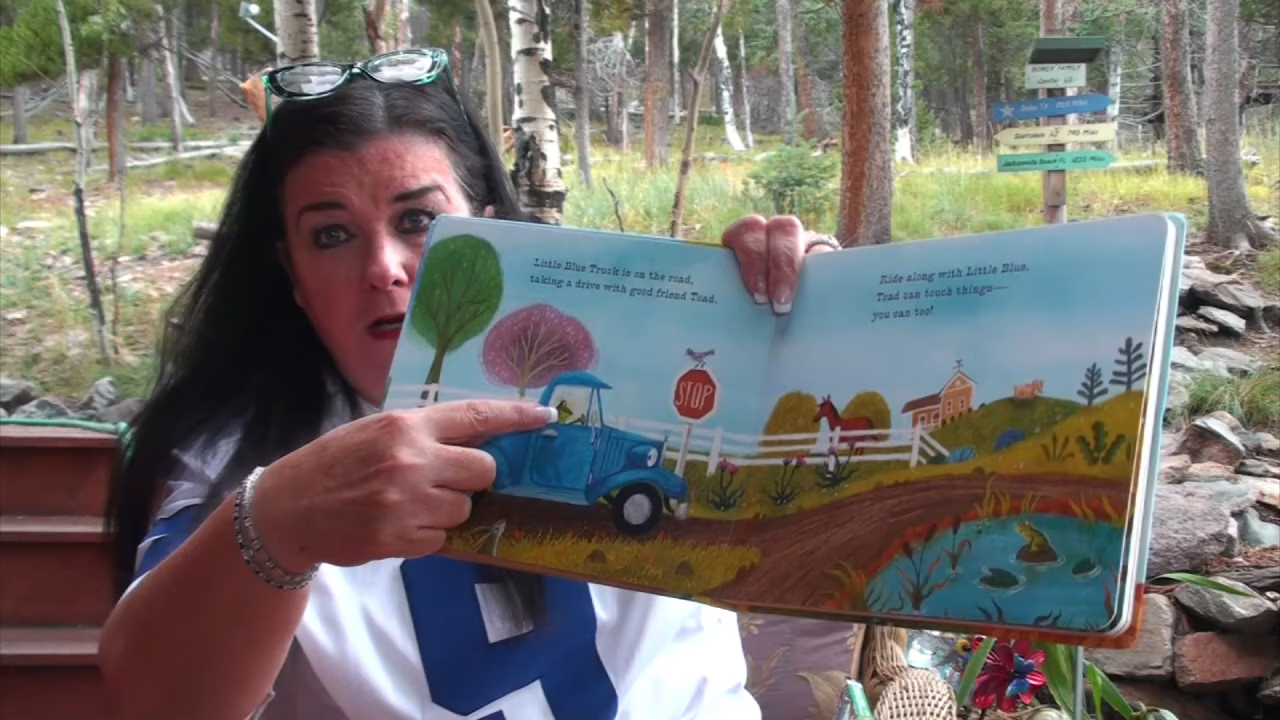 Little Blue Truck is on the road,
taking a drive with good friend Toad.
STOP
Ride along with Little Blue.
Toad can touch things—
you can too!